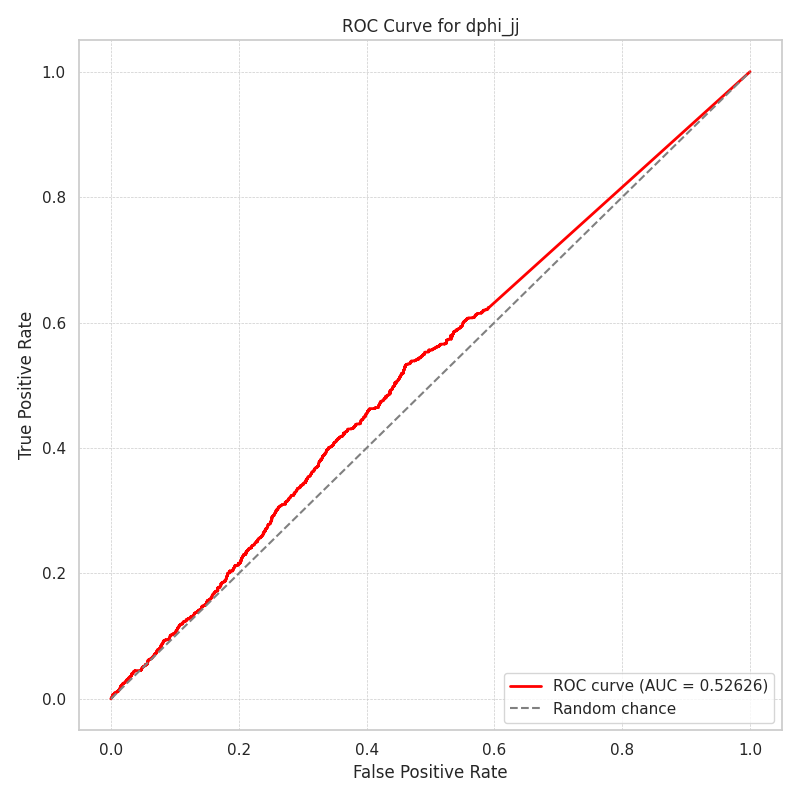 ROC Curve for dphi_jj
True Positive Rate
1.0
0.8
0.6
0.4
0.2
0.0
ROC curve (AUC = 0.52626)
Random chance
0.0 0.2 0.4 0.6 0.8 1.0
False Positive Rate